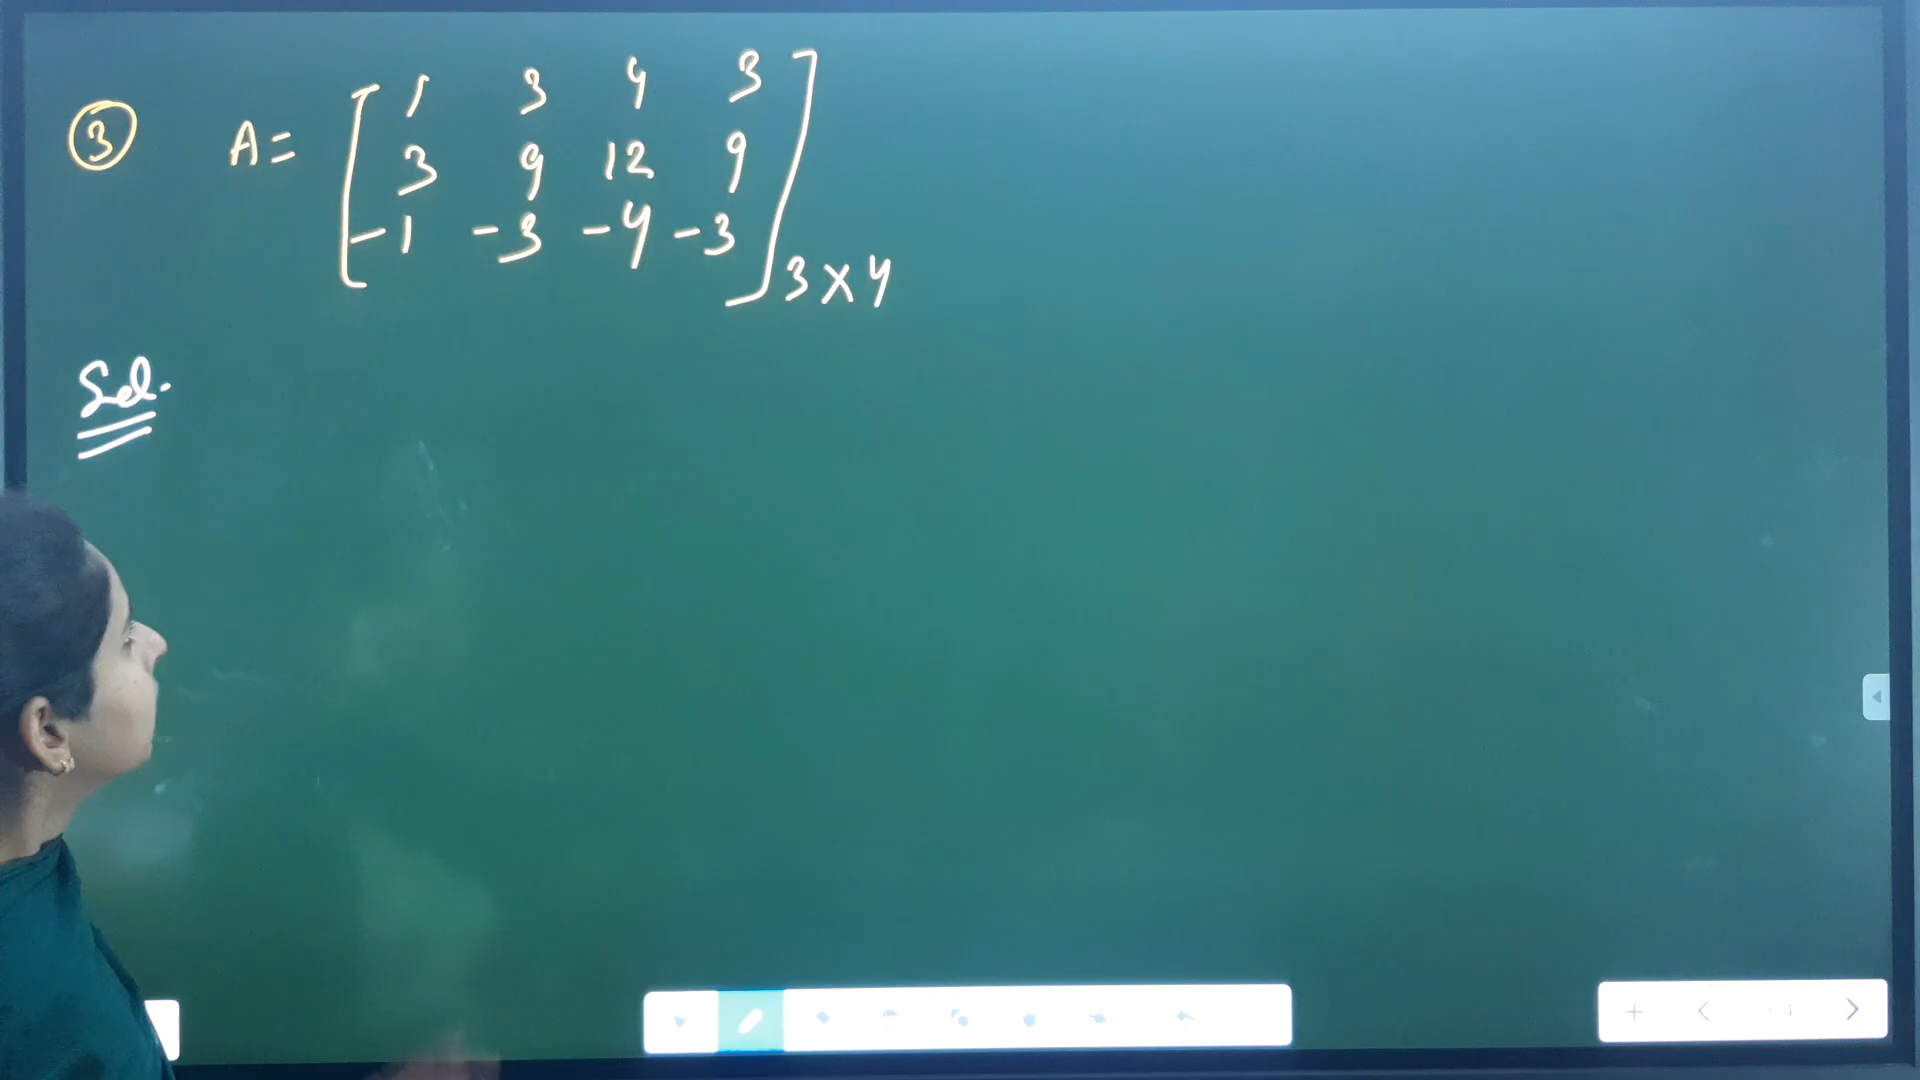 ③ A = [ 1 3 4 3
3 9 12 9
-1 -3 -4 -3 ] 3×4
Sol.